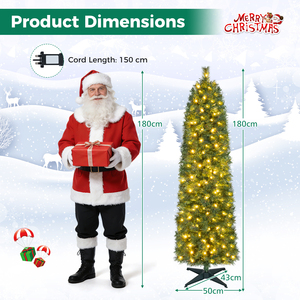 Product Dimensions
MERRY
CHRISTMAS
Cord Length: 150 cm
180cm
180cm
43cm
50cm